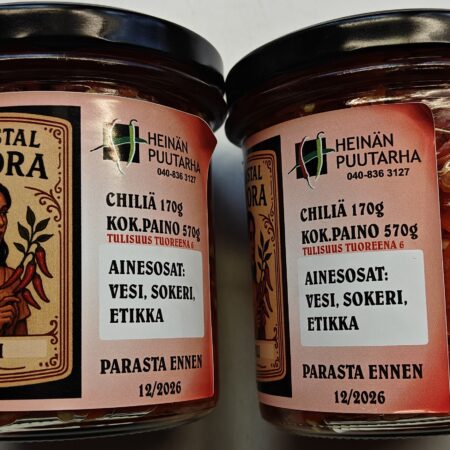 STAL
ORA
I
HEINÄN
PUUTARHA
040-836 3127
CHILIÄ 170g
KOK.PAINO 570g
TULISUUS TUOREENA 6
AINESOSAT:
VESI, SOKERI,
ETIKKA
PARASTA ENNEN
12/2026
TAL
ORA
HEINÄN
PUUTARHA
040-836 3127
CHILIÄ 170g
KOK.PAINO 570g
TULISUUS TUOREENA 6
AINESOSAT:
VESI, SOKERI,
ETIKKA
PARASTA ENNEN
12/2026